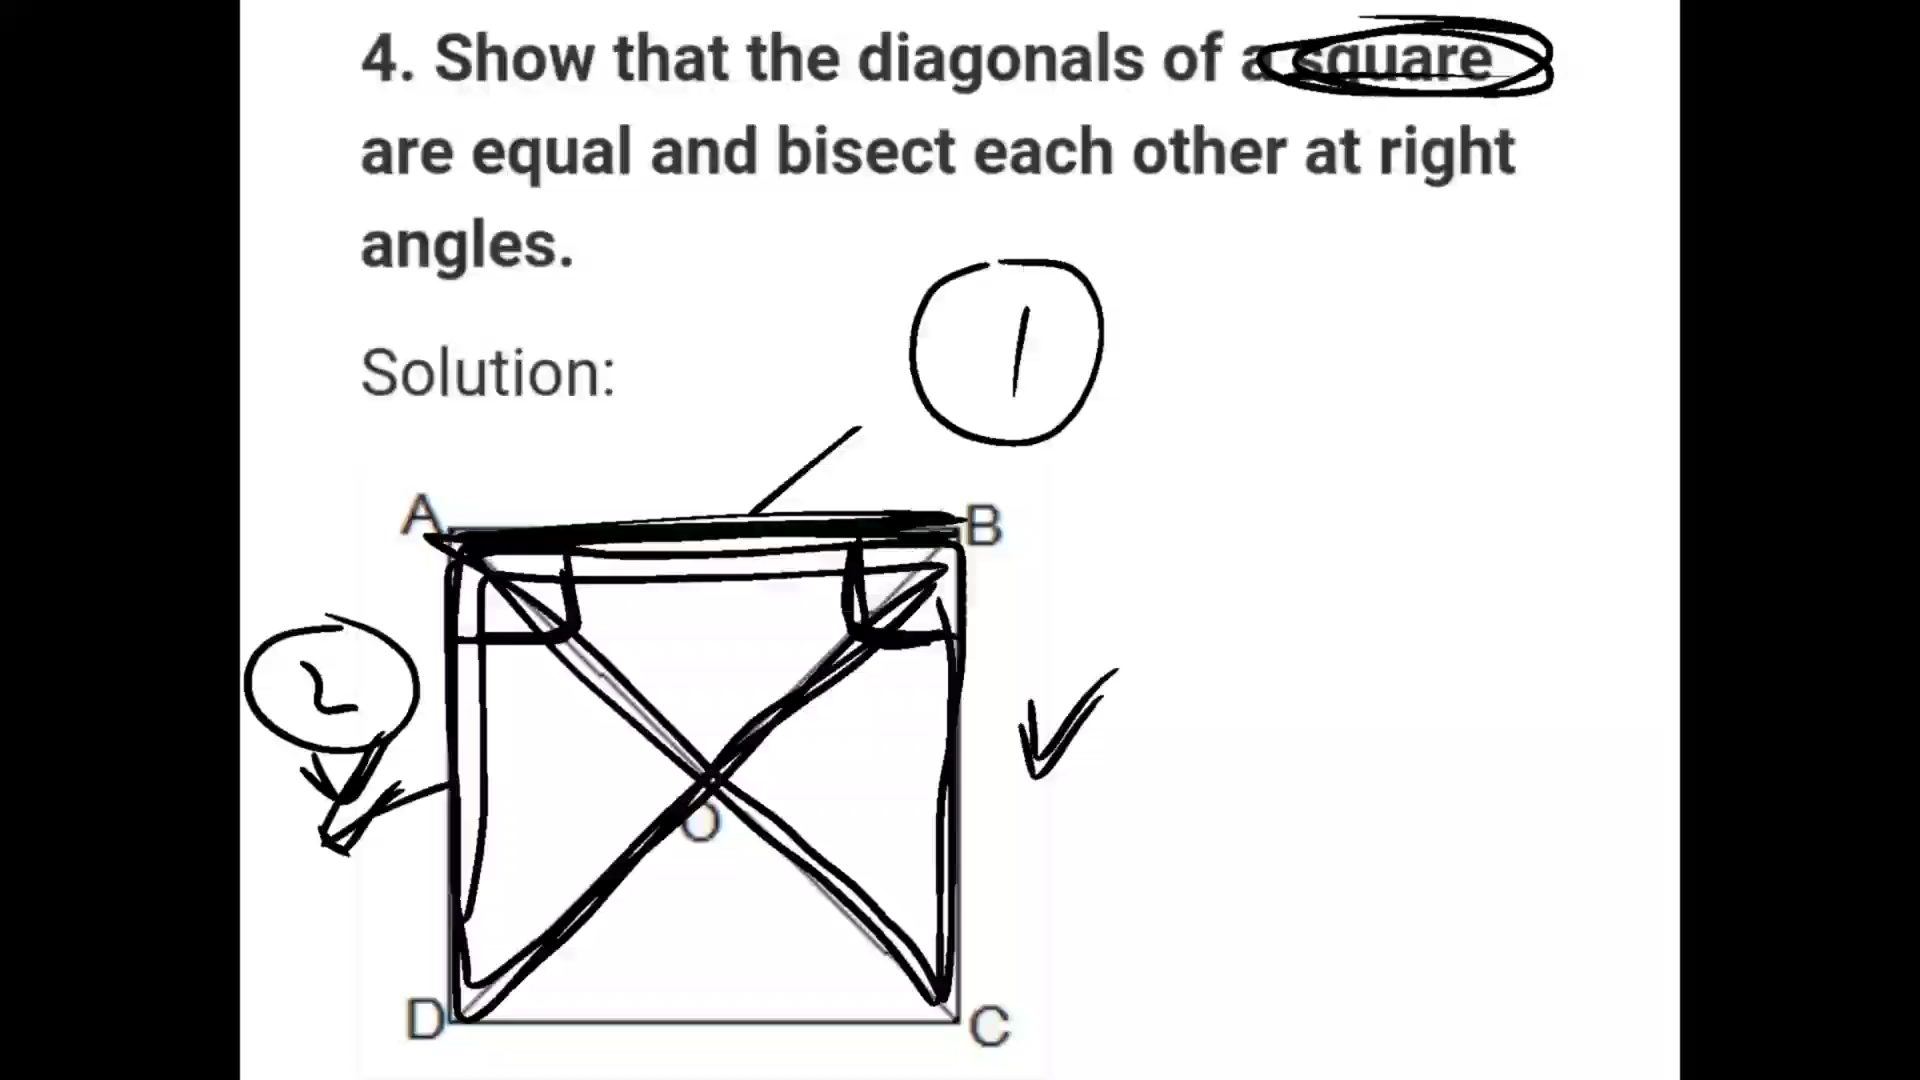 4. Show that the diagonals of a square
are equal and bisect each other at right
angles.
1
Solution:
A
B
2
O
D
C